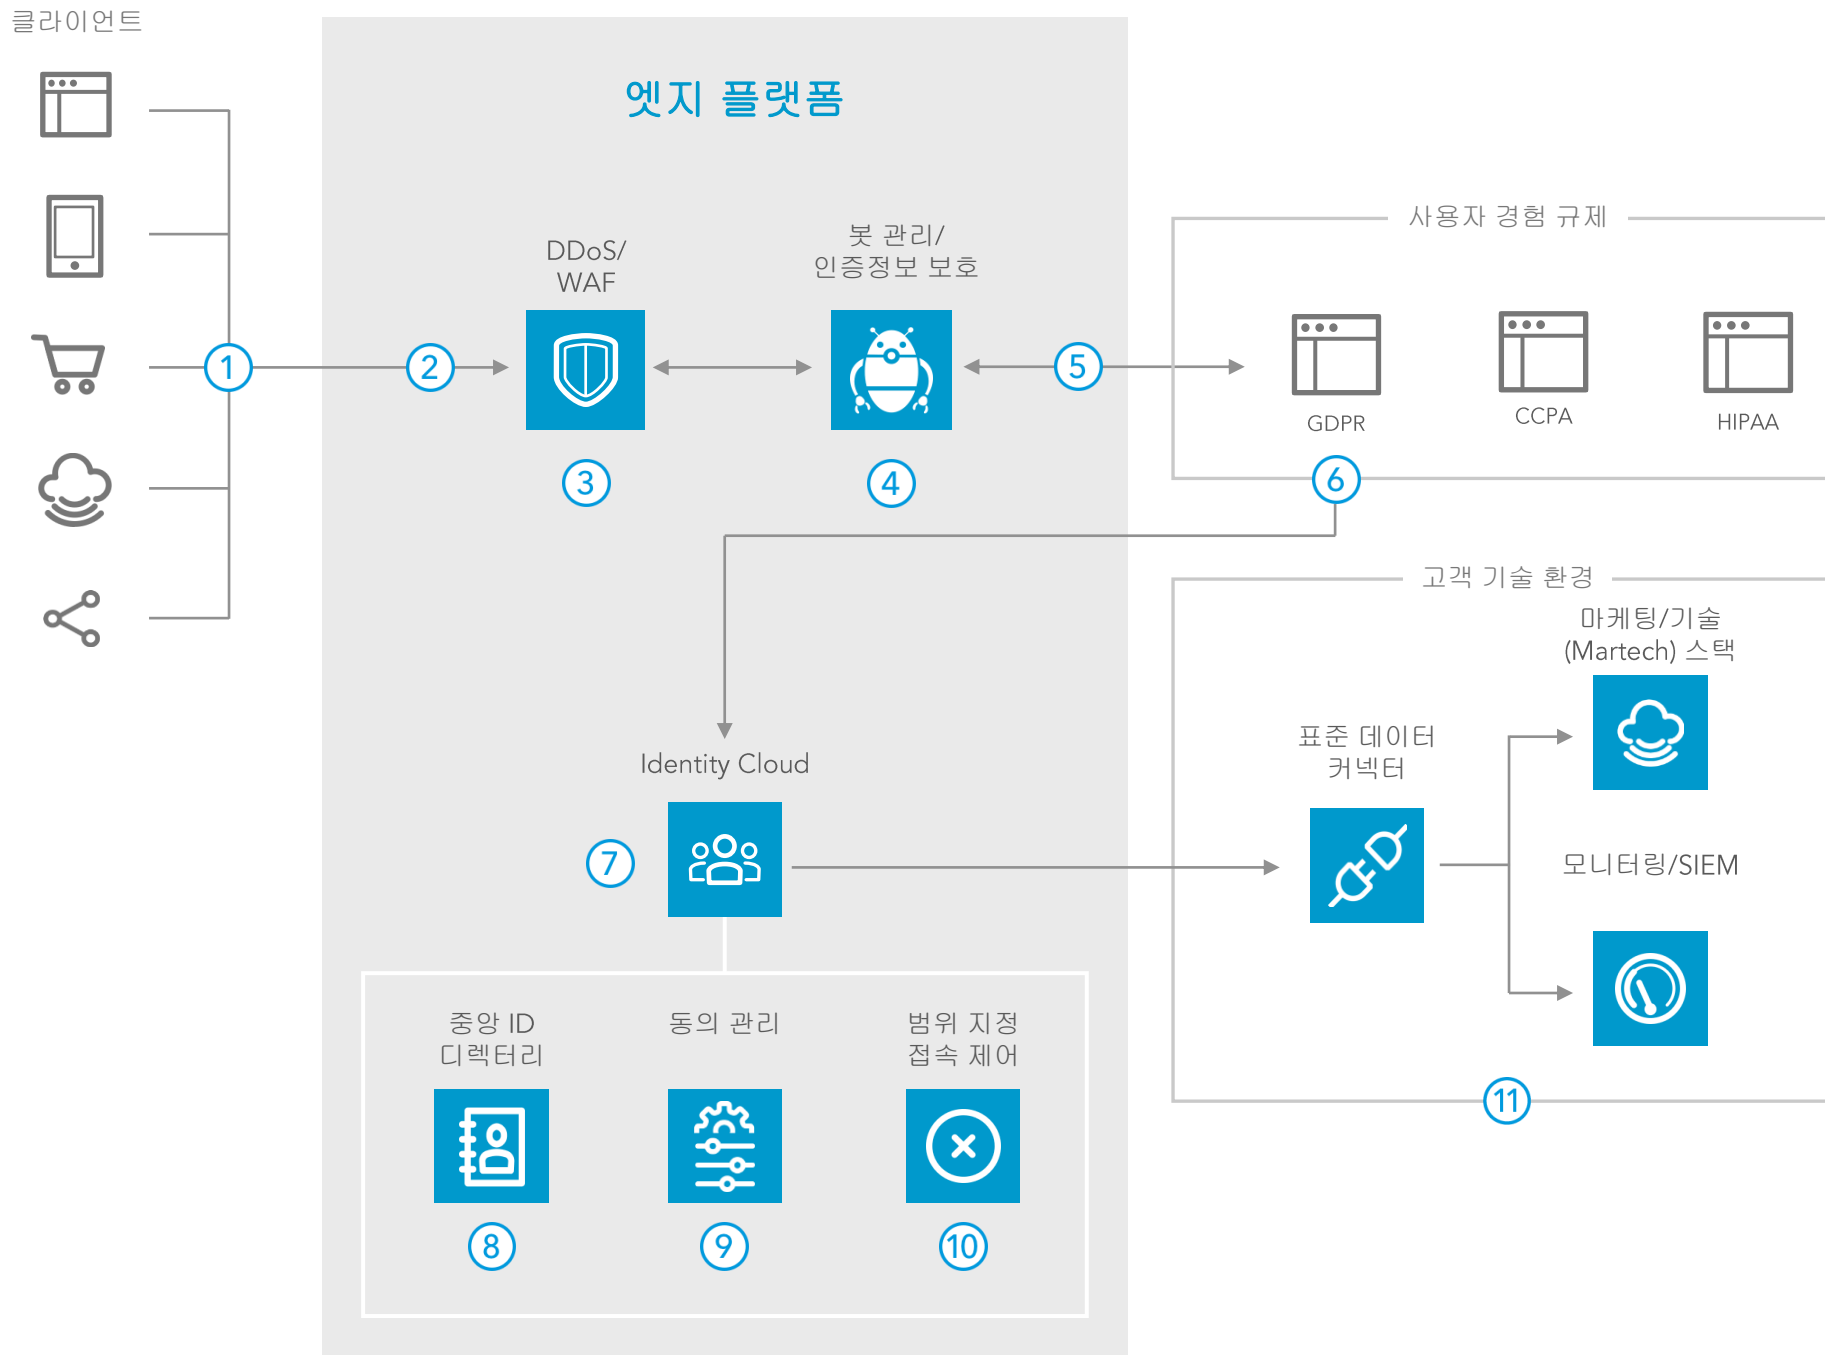 클라이언트
엣지 플랫폼
DDoS/
WAF
봇 관리/
인증정보 보호
사용자 경험 규제
GDPR
CCPA
HIPAA
1
2
3
4
5
6
고객 기술 환경
마케팅/기술
(Martech) 스택
표준 데이터
커넥터
모니터링/SIEM
Identity Cloud
7
중앙 ID
디렉터리
동의 관리
범위 지정
접속 제어
8
9
10
11